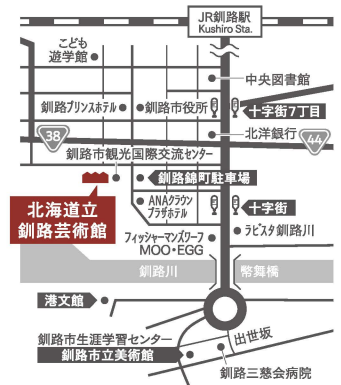 JR釧路駅
Kushiro Sta.
こども
遊学館
中央図書館
釧路プリンスホテル
釧路市役所
十字街7丁目
38
北洋銀行
44
釧路市観光国際交流センター
釧路錦町駐車場
北海道立
釧路芸術館
ANAクラウン
プラザホテル
十字街
フィッシャーマンズワーフ
MOO・EGG
ラビスタ釧路川
釧路川
幣舞橋
港文館
出世坂
釧路市生涯学習センター
釧路市立美術館
釧路三慈会病院